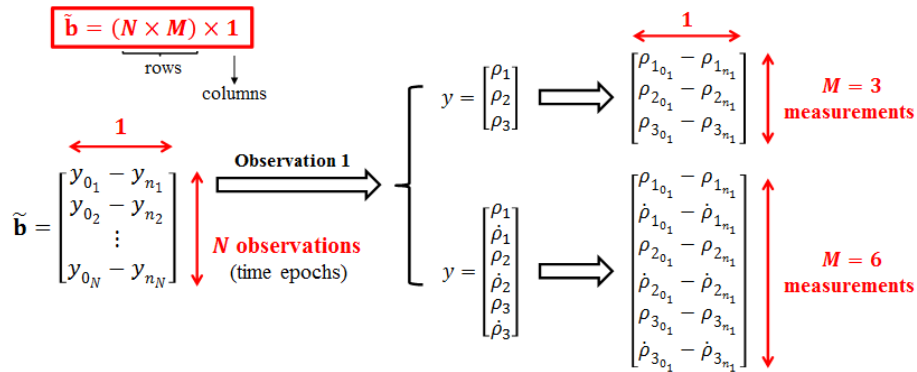 b̃ = (N × M) × 1
rows
columns
1
b̃ = [y_{0_1} − y_{n_1}
y_{0_2} − y_{n_2}
⋮
y_{0_N} − y_{n_N}]
N observations
(time epochs)
Observation 1
y = [ρ_1
ρ_2
ρ_3]
1
[ρ_{1_{0_1}} − ρ_{1_{n_1}}
ρ_{2_{0_1}} − ρ_{2_{n_1}}
ρ_{3_{0_1}} − ρ_{3_{n_1}}]
M = 3
measurements
y = [ρ_1
ρ̇_1
ρ_2
ρ̇_2
ρ_3
ρ̇_3]
[ρ_{1_{0_1}} − ρ_{1_{n_1}}
ρ̇_{1_{0_1}} − ρ̇_{1_{n_1}}
ρ_{2_{0_1}} − ρ_{2_{n_1}}
ρ̇_{2_{0_1}} − ρ̇_{2_{n_1}}
ρ_{3_{0_1}} − ρ_{3_{n_1}}
ρ̇_{3_{0_1}} − ρ̇_{3_{n_1}}]
M = 6
measurements